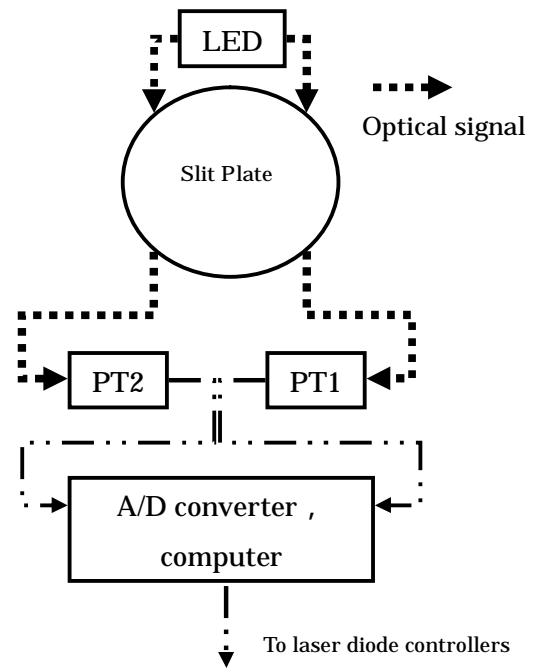 LED
Optical signal
Slit Plate
PT2
PT1
A/D converter ,
computer
To laser diode controllers